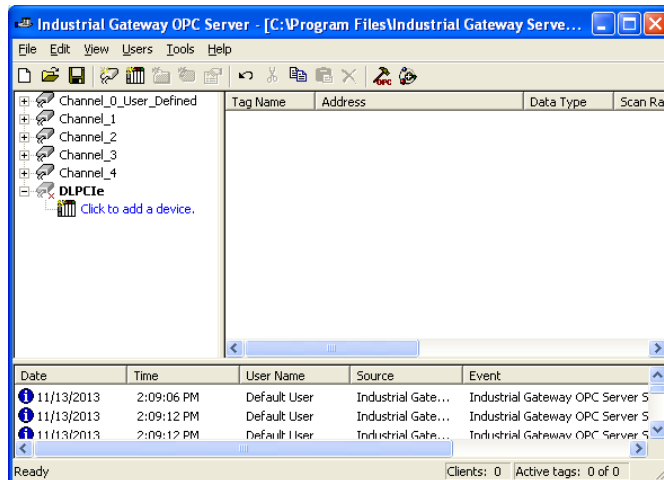 Industrial Gateway OPC Server - [C:\Program Files\Industrial Gateway Serve...
File Edit View Users Tools Help
Channel_0_User_Defined
Channel_1
Channel_2
Channel_3
Channel_4
DLPCIe
Click to add a device.
Tag Name Address Data Type Scan Ra
Date Time User Name Source Event
11/13/2013 2:09:06 PM Default User Industrial Gate... Industrial Gateway OPC Server S
11/13/2013 2:09:12 PM Default User Industrial Gate... Industrial Gateway OPC Server S
11/13/2013 2:09:12 PM Default User Industrial Gate... Industrial Gateway OPC Server S
Ready Clients: 0 Active tags: 0 of 0